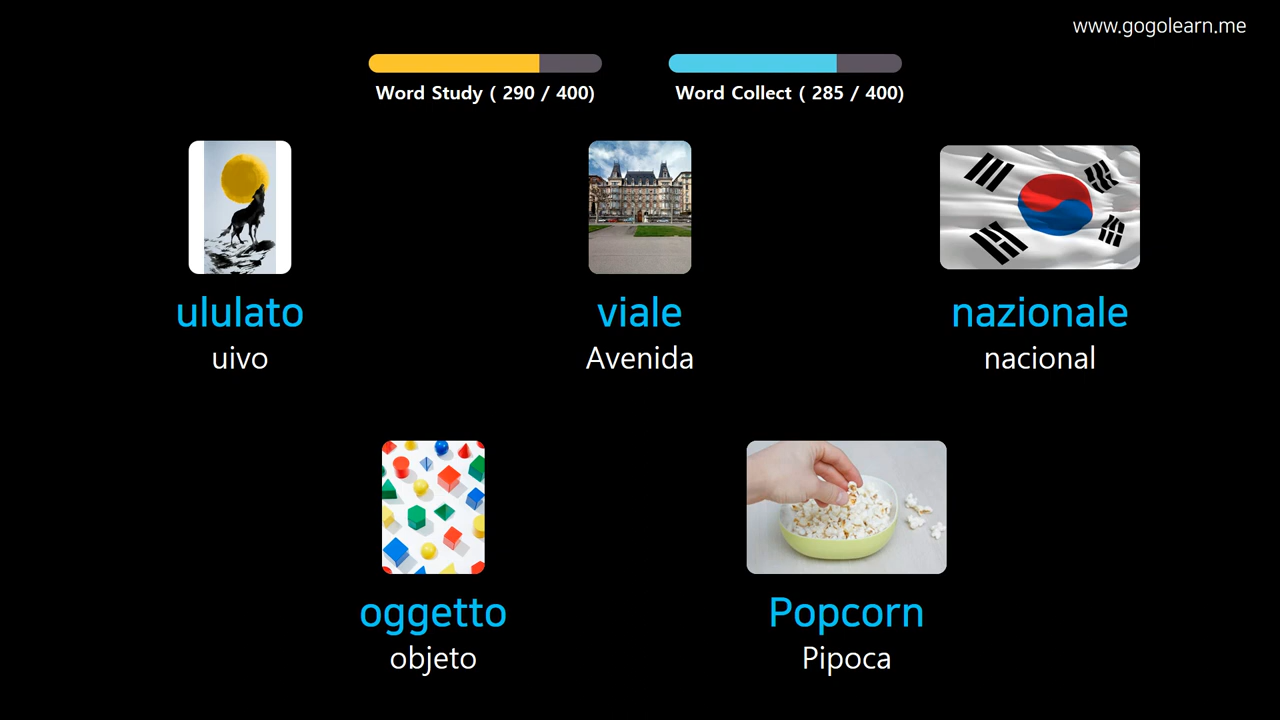 www.gogolearn.me
Word Study ( 290 / 400)
Word Collect ( 285 / 400)
ululato
uivo
viale
Avenida
nazionale
nacional
oggetto
objeto
Popcorn
Pipoca